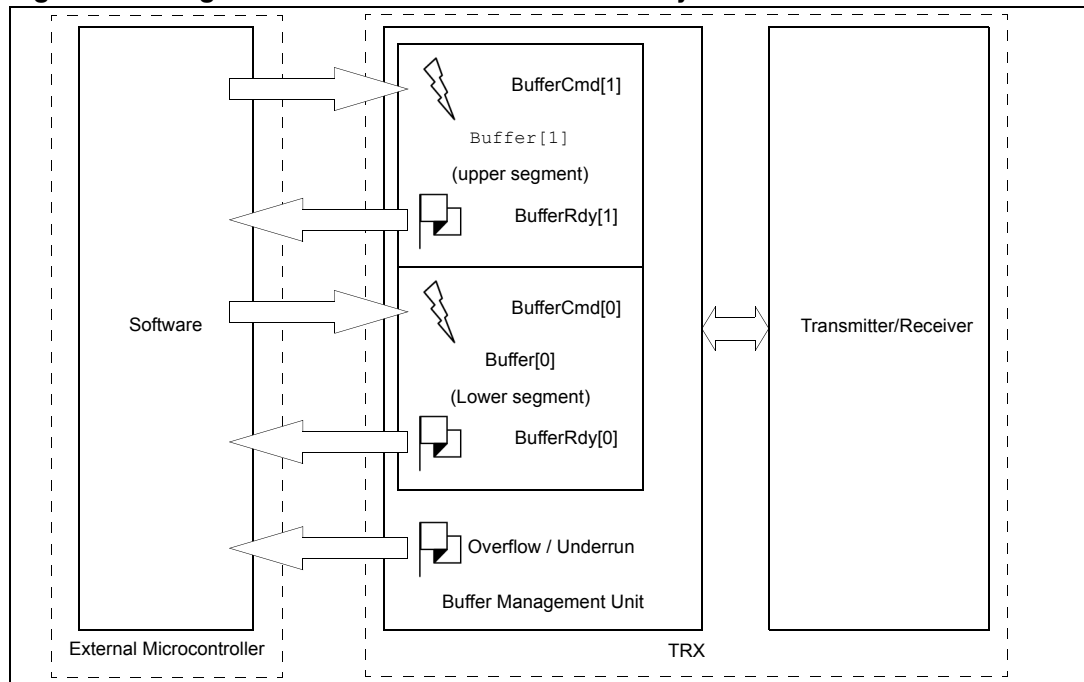 BufferCmd[1]
Buffer[1]
(upper segment)
BufferRdy[1]
BufferCmd[0]
Software
Transmitter/Receiver
Buffer[0]
(Lower segment)
BufferRdy[0]
Overflow / Underrun
Buffer Management Unit
External Microcontroller
TRX